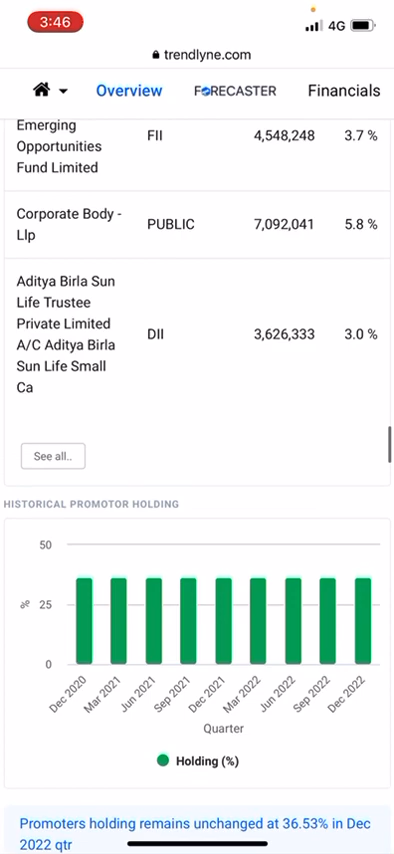 3:46
4G
trendlyne.com
Overview
FORECASTER
Financials
Emerging
Opportunities
Fund Limited
FII
4,548,248
3.7 %
Corporate Body -
Llp
PUBLIC
7,092,041
5.8 %
Aditya Birla Sun
Life Trustee
Private Limited
A/C Aditya Birla
Sun Life Small
Ca
DII
3,626,333
3.0 %
See all..
HISTORICAL PROMOTOR HOLDING
50
25
0
%
Dec 2020
Mar 2021
Jun 2021
Sep 2021
Dec 2021
Mar 2022
Jun 2022
Sep 2022
Dec 2022
Quarter
Holding (%)
Promoters holding remains unchanged at 36.53% in Dec
2022 qtr